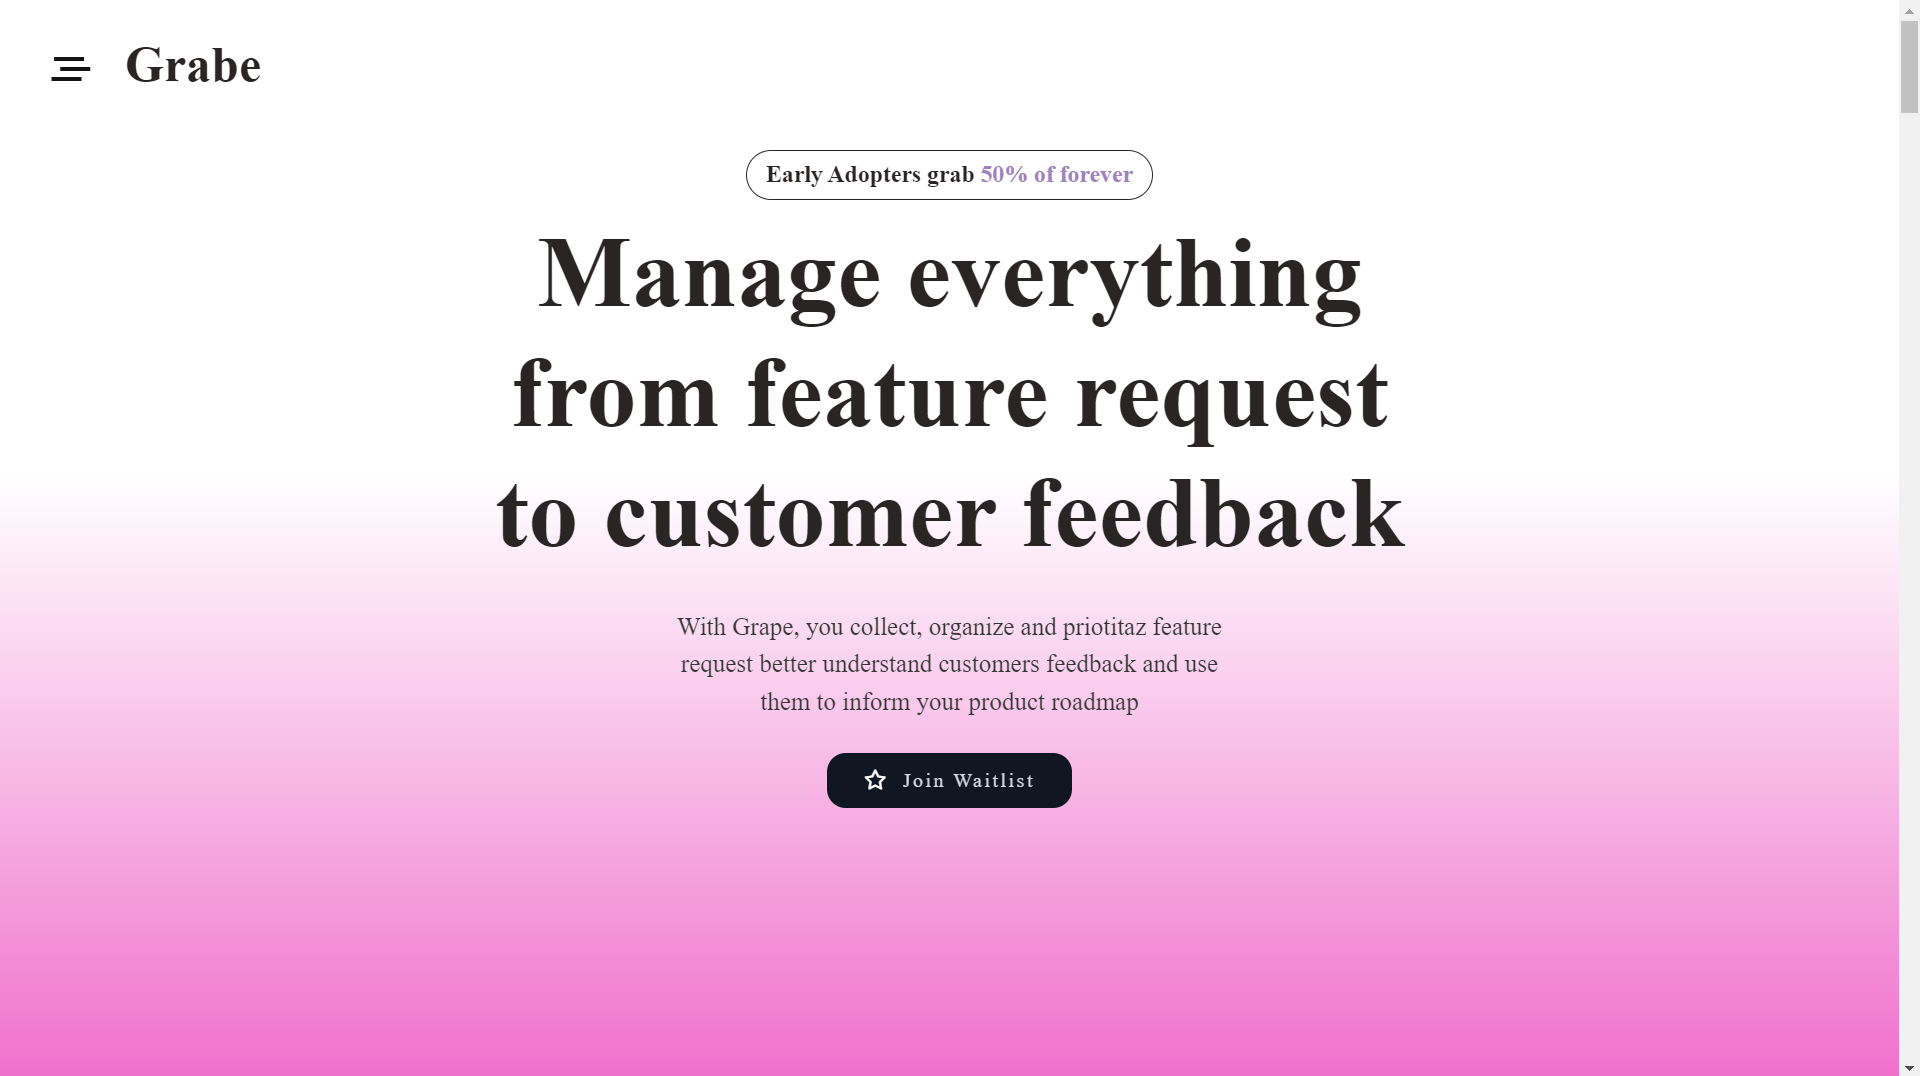 Grabe
Early Adopters grab 50% of forever
Manage everything
from feature request
to customer feedback
With Grape, you collect, organize and priotitaz feature
request better understand customers feedback and use
them to inform your product roadmap
Join Waitlist